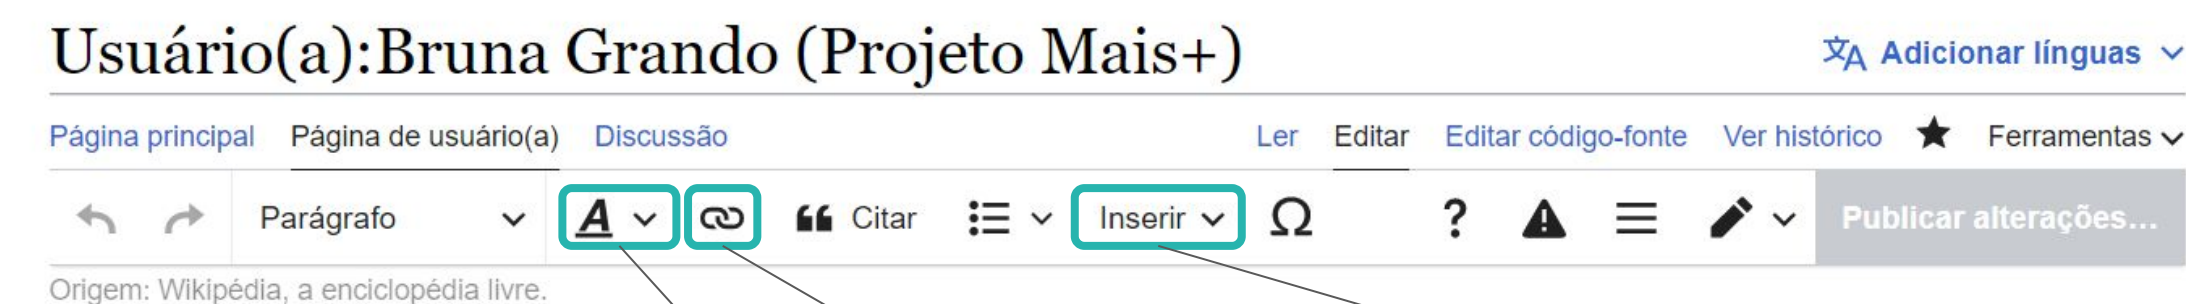 Usuário(a):Bruna Grando (Projeto Mais+)
Adicionar línguas
Página principal Página de usuário(a) Discussão Ler Editar Editar código-fonte Ver histórico Ferramentas
Parágrafo A Citar Inserir Ω ? Publicar alterações...
Origem: Wikipédia, a enciclopédia livre.